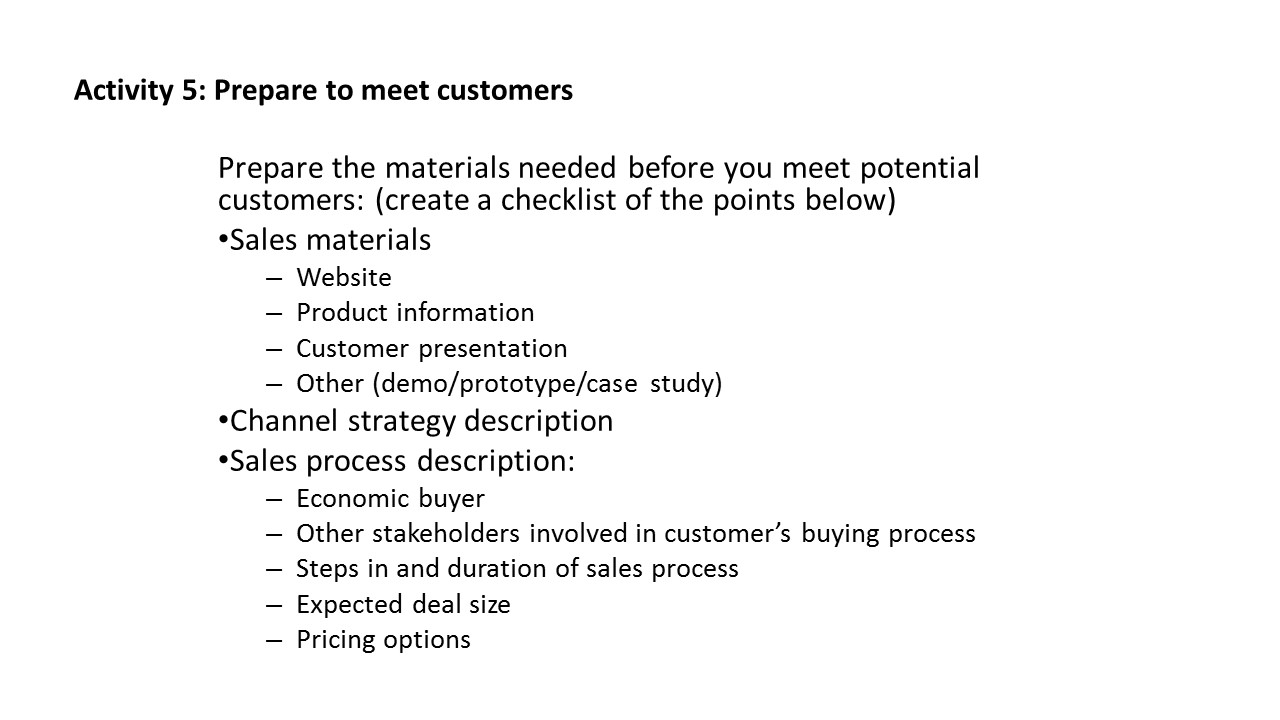 Activity 5: Prepare to meet customers
Prepare the materials needed before you meet potential
customers: (create a checklist of the points below)
•Sales materials
– Website
– Product information
– Customer presentation
– Other (demo/prototype/case study)
•Channel strategy description
•Sales process description:
– Economic buyer
– Other stakeholders involved in customer’s buying process
– Steps in and duration of sales process
– Expected deal size
– Pricing options